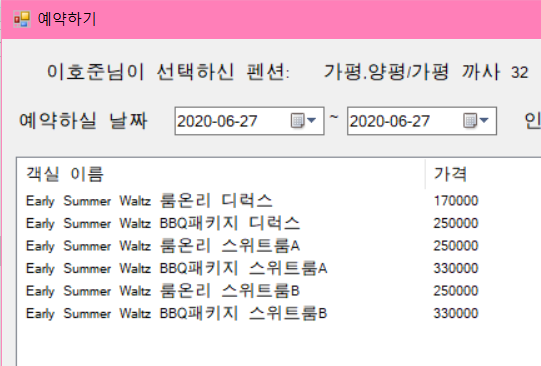 예약하기
이호준님이 선택하신 펜션: 가평.양평/가평 까사 32
예약하실 날짜 2020-06-27 ~ 2020-06-27 인
객실 이름 가격
Early Summer Waltz 룸온리 디럭스 170000
Early Summer Waltz BBQ패키지 디럭스 250000
Early Summer Waltz 룸온리 스위트룸A 250000
Early Summer Waltz BBQ패키지 스위트룸A 330000
Early Summer Waltz 룸온리 스위트룸B 250000
Early Summer Waltz BBQ패키지 스위트룸B 330000